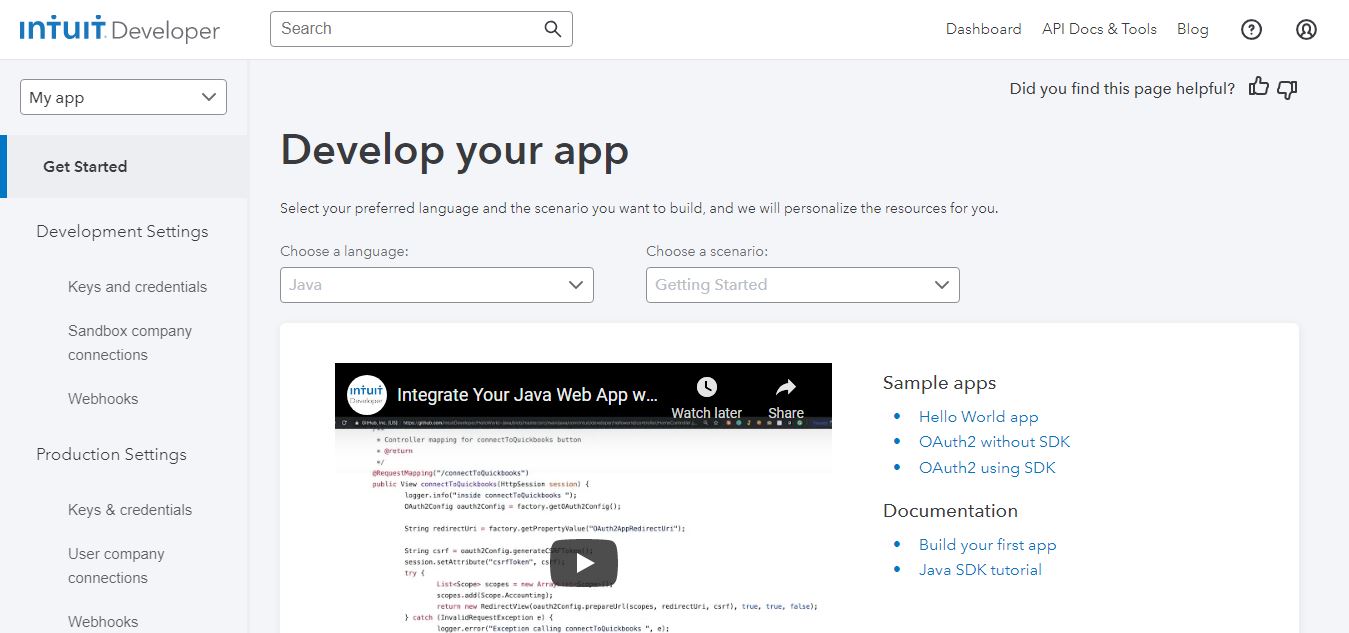 intuit Developer
Search
Dashboard
API Docs & Tools
Blog
?
My app
Did you find this page helpful?
Get Started
Development Settings
Keys and credentials
Sandbox company
connections
Webhooks
Production Settings
Keys & credentials
User company
connections
Webhooks
Develop your app
Select your preferred language and the scenario you want to build, and we will personalize the resources for you.
Choose a language:
Java
Choose a scenario:
Getting Started
intuit
Developer
Integrate Your Java Web App w...
Watch later
Share
* Controller mapping for connectToQuickbooks button
* @return
*/
@RequestMapping("/connectToQuickbooks")
public View connectToQuickbooks(HttpSession session) {
logger.info("inside connectToQuickbooks ");
OAuth2Config oauth2Config = factory.getOAuth2Config();
String redirectUri = factory.getPropertyValue("OAuth2AppRedirectUri");
String csrf = oauth2Config.generateCSRFToken();
session.setAttribute("csrfToken", csrf);
try {
List<Scope> scopes = new ArrayList<Scope>();
scopes.add(Scope.Accounting);
return new RedirectView(oauth2Config.prepareUrl(scopes, redirectUri, csrf), true, true, false);
} catch (InvalidRequestException e) {
logger.error("Exception calling connectToQuickbooks ", e);
Sample apps
Hello World app
OAuth2 without SDK
OAuth2 using SDK
Documentation
Build your first app
Java SDK tutorial